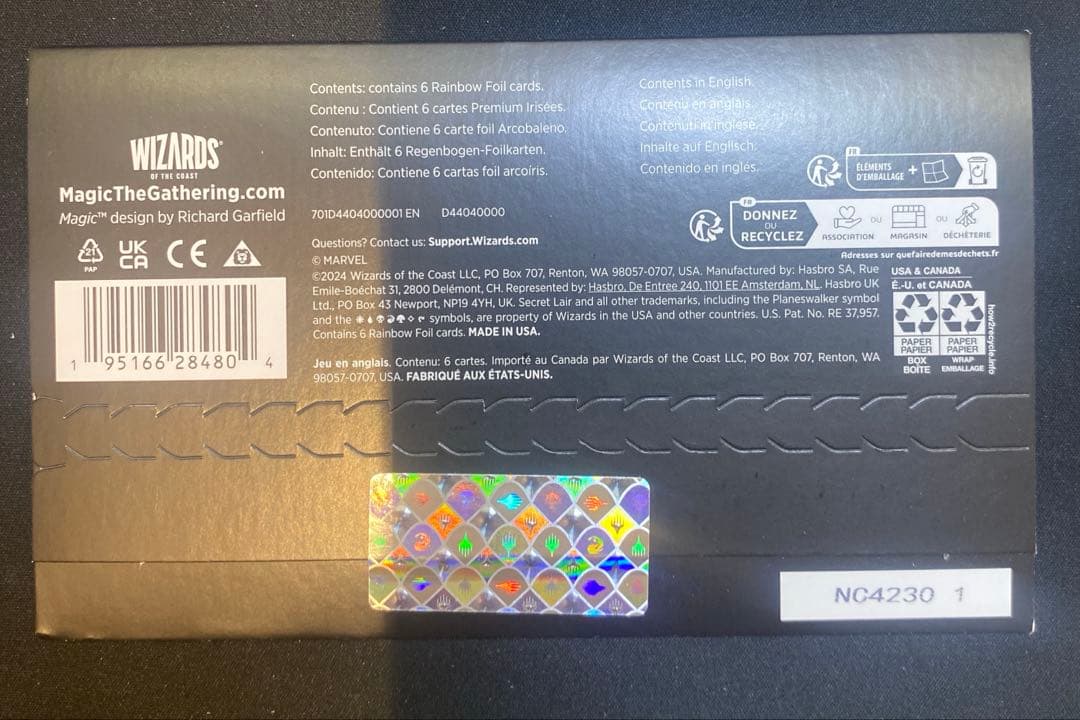 WIZARDS
OF THE COAST
MagicTheGathering.com
Magic™ design by Richard Garfield
21
PAP
UK
CA
CE
1 95166 28480 4
Contents: contains 6 Rainbow Foil cards.
Contenu : Contient 6 cartes Premium Irisées.
Contenuto: Contiene 6 carte foil Arcobaleno.
Inhalt: Enthält 6 Regenbogen-Foilkarten.
Contenido: Contiene 6 cartas foil arcoíris.
Contents in English.
Contenu en anglais.
Contenuti in inglese.
Inhalte auf Englisch.
Contenido en inglés.
701D4404000001 EN D44040000
FR
ÉLÉMENTS
D'EMBALLAGE +
FR
DONNEZ
OU
RECYCLEZ
ASSOCIATION OU MAGASIN OU DÉCHÈTERIE
Adresses sur quefairedemesdechets.fr
Questions? Contact us: Support.Wizards.com
© MARVEL
©2024 Wizards of the Coast LLC, PO Box 707, Renton, WA 98057-0707, USA. Manufactured by: Hasbro SA, Rue
Emile-Boéchat 31, 2800 Delémont, CH. Represented by: Hasbro, De Entree 240, 1101 EE Amsterdam, NL. Hasbro UK
Ltd., PO Box 43 Newport, NP19 4YH, UK. Secret Lair and all other trademarks, including the Planeswalker symbol
and the symbols, are property of Wizards in the USA and other countries. U.S. Pat. No. RE 37,957.
Contains 6 Rainbow Foil cards. MADE IN USA.
Jeu en anglais. Contenu: 6 cartes. Importé au Canada par Wizards of the Coast LLC, PO Box 707, Renton, WA
98057-0707, USA. FABRIQUÉ AUX ÉTATS-UNIS.
USA & CANADA
É.-U. et CANADA
PAPER PAPER
PAPIER PAPIER
BOX WRAP
BOÎTE EMBALLAGE
how2recycle.info
NC4230 1